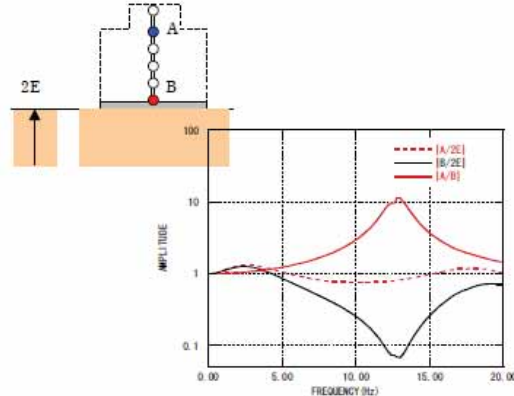 A
B
2E
100
10
1
0.1
AMPLITUDE
|A/2E|
|B/2E|
|A/B|
0.00
5.00
10.00
15.00
20.00
FREQUENCY(Hz)